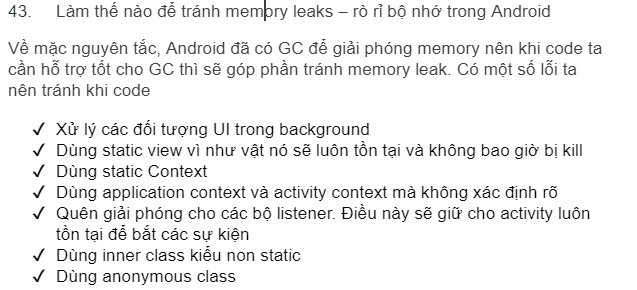 43. Làm thế nào để tránh memory leaks – rò rỉ bộ nhớ trong Android
Về mặc nguyên tắc, Android đã có GC để giải phóng memory nên khi code ta
cần hỗ trợ tốt cho GC thì sẽ góp phần tránh memory leak. Có một số lỗi ta
nên tránh khi code
✓ Xử lý các đối tượng UI trong background
✓ Dùng static view vì như vật nó sẽ luôn tồn tại và không bao giờ bị kill
✓ Dùng static Context
✓ Dùng application context và activity context mà không xác định rõ
✓ Quên giải phóng cho các bộ listener. Điều này sẽ giữ cho activity luôn
tồn tại để bắt các sự kiện
✓ Dùng inner class kiểu non static
✓ Dùng anonymous class